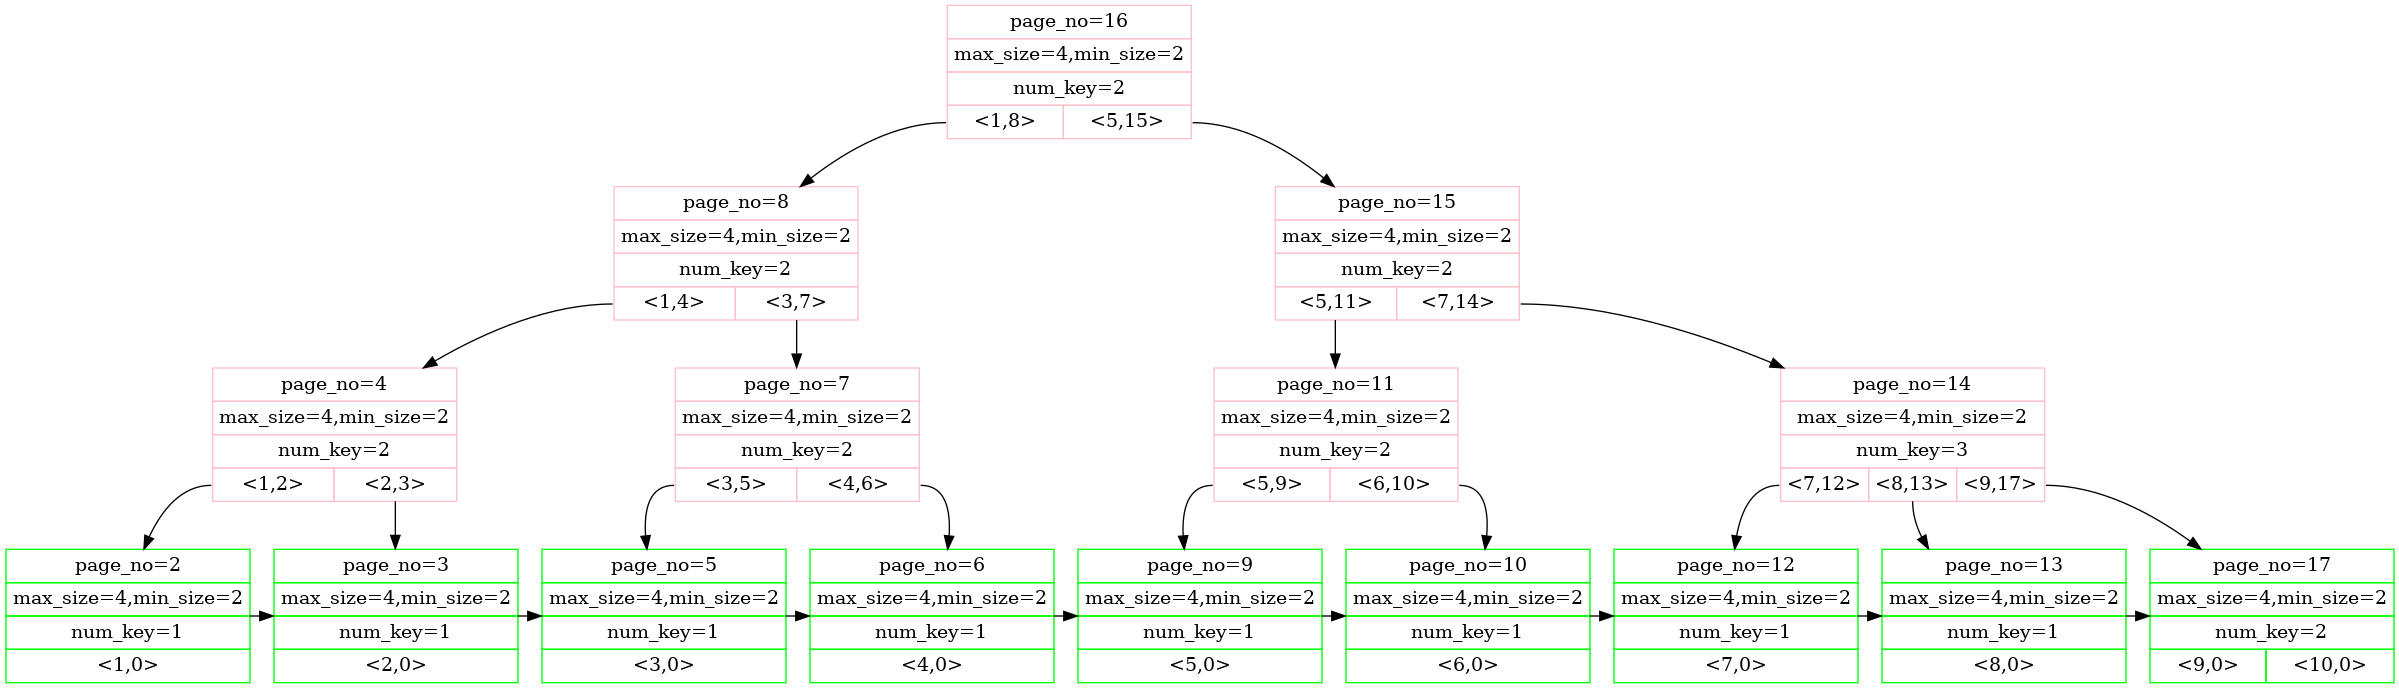 page_no=16
max_size=4,min_size=2
num_key=2
<1,8> <5,15>
page_no=8
max_size=4,min_size=2
num_key=2
<1,4> <3,7>
page_no=15
max_size=4,min_size=2
num_key=2
<5,11> <7,14>
page_no=4
max_size=4,min_size=2
num_key=2
<1,2> <2,3>
page_no=7
max_size=4,min_size=2
num_key=2
<3,5> <4,6>
page_no=11
max_size=4,min_size=2
num_key=2
<5,9> <6,10>
page_no=14
max_size=4,min_size=2
num_key=3
<7,12> <8,13> <9,17>
page_no=2
max_size=4,min_size=2
num_key=1
<1,0>
page_no=3
max_size=4,min_size=2
num_key=1
<2,0>
page_no=5
max_size=4,min_size=2
num_key=1
<3,0>
page_no=6
max_size=4,min_size=2
num_key=1
<4,0>
page_no=9
max_size=4,min_size=2
num_key=1
<5,0>
page_no=10
max_size=4,min_size=2
num_key=1
<6,0>
page_no=12
max_size=4,min_size=2
num_key=1
<7,0>
page_no=13
max_size=4,min_size=2
num_key=1
<8,0>
page_no=17
max_size=4,min_size=2
num_key=2
<9,0> <10,0>